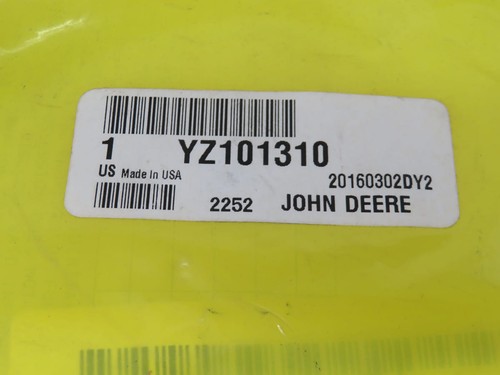 1 YZ101310
US Made In USA 20160302DY2
2252 JOHN DEERE